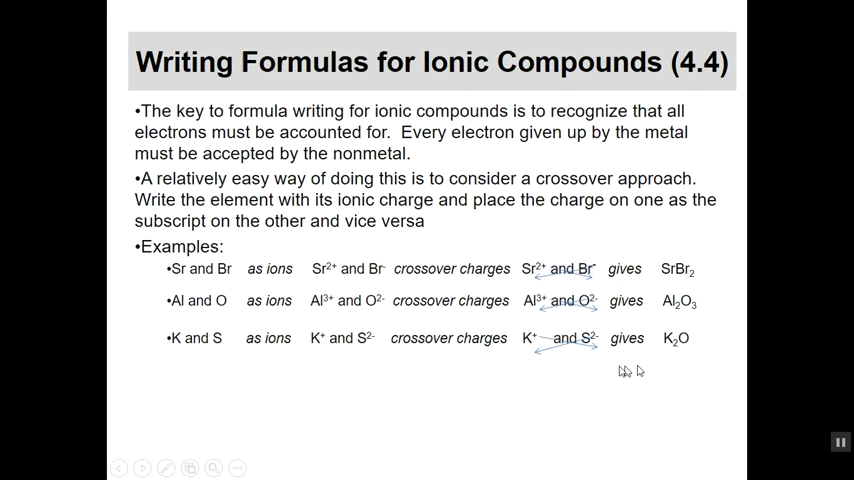 Writing Formulas for Ionic Compounds (4.4)
•The key to formula writing for ionic compounds is to recognize that all
electrons must be accounted for.  Every electron given up by the metal
must be accepted by the nonmetal.
•A relatively easy way of doing this is to consider a crossover approach.
Write the element with its ionic charge and place the charge on one as the
subscript on the other and vice versa
•Examples:
•Sr and Br as ions Sr²⁺ and Br⁻ crossover charges Sr²⁺ and Br⁻ gives SrBr₂
•Al and O as ions Al³⁺ and O²⁻ crossover charges Al³⁺ and O²⁻ gives Al₂O₃
•K and S as ions K⁺ and S²⁻ crossover charges K⁺ and S²⁻ gives K₂O